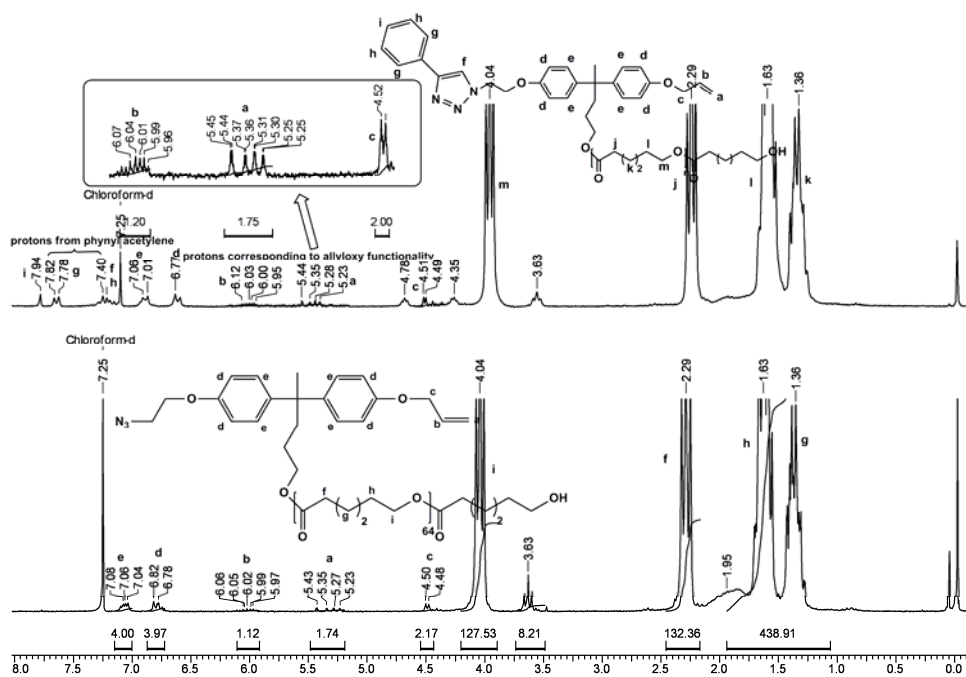 h
i
g
h
g
f
N
N=N
O
d
e
e
d
d
e
e
d
O
b
c
a
O
O
j
k
2
l
m
O
O
j
OH
4.04
2.29
1.63
1.36
m
l
k
b
a
c
6.07
6.04
6.01
5.99
5.96
5.45
5.44
5.37
5.36
5.31
5.30
5.25
5.25
4.52
Chloroform-d
1.20
1.75
2.00
protons from phynyl acetylene
protons corresponding to allyloxy functionality
i
7.94
7.82
7.78
g
7.40
f
h
7.06
7.01
e
d
b
6.12
6.03
6.00
5.95
5.44
5.35
5.28
5.23
a
4.78
c
4.51
4.49
4.35
3.63
Chloroform-d
7.25
4.04
2.29
1.63
1.36
N3
O
d
e
e
d
d
e
e
d
O
c
b
O
O
f
g
2
h
i
O
64
O
2
OH
i
f
h
g
e
7.08
7.06
7.04
d
6.82
6.78
b
6.06
6.05
6.02
5.99
5.97
a
5.43
5.35
5.27
5.23
c
4.50
4.48
3.63
1.95
4.00 3.97 1.12 1.74 2.17 127.53 8.21 132.36 438.91
8.0 7.5 7.0 6.5 6.0 5.5 5.0 4.5 4.0 3.5 3.0 2.5 2.0 1.5 1.0 0.5 0.0